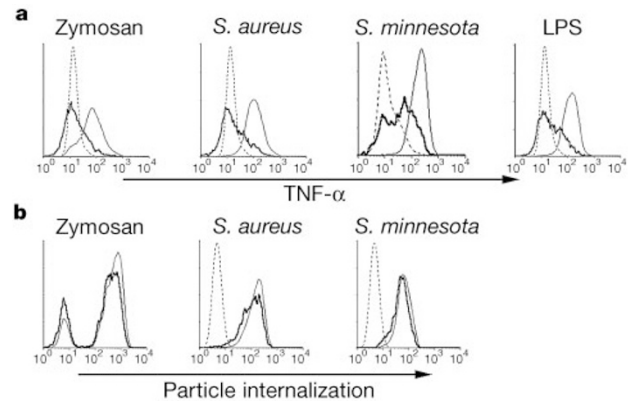 a
Zymosan S. aureus S. minnesota LPS
10⁰ 10¹ 10² 10³ 10⁴ 10⁰ 10¹ 10² 10³ 10⁴ 10⁰ 10¹ 10² 10³ 10⁴ 10⁰ 10¹ 10² 10³ 10⁴
TNF-α
b
Zymosan S. aureus S. minnesota
10⁰ 10¹ 10² 10³ 10⁴ 10⁰ 10¹ 10² 10³ 10⁴ 10⁰ 10¹ 10² 10³ 10⁴
Particle internalization